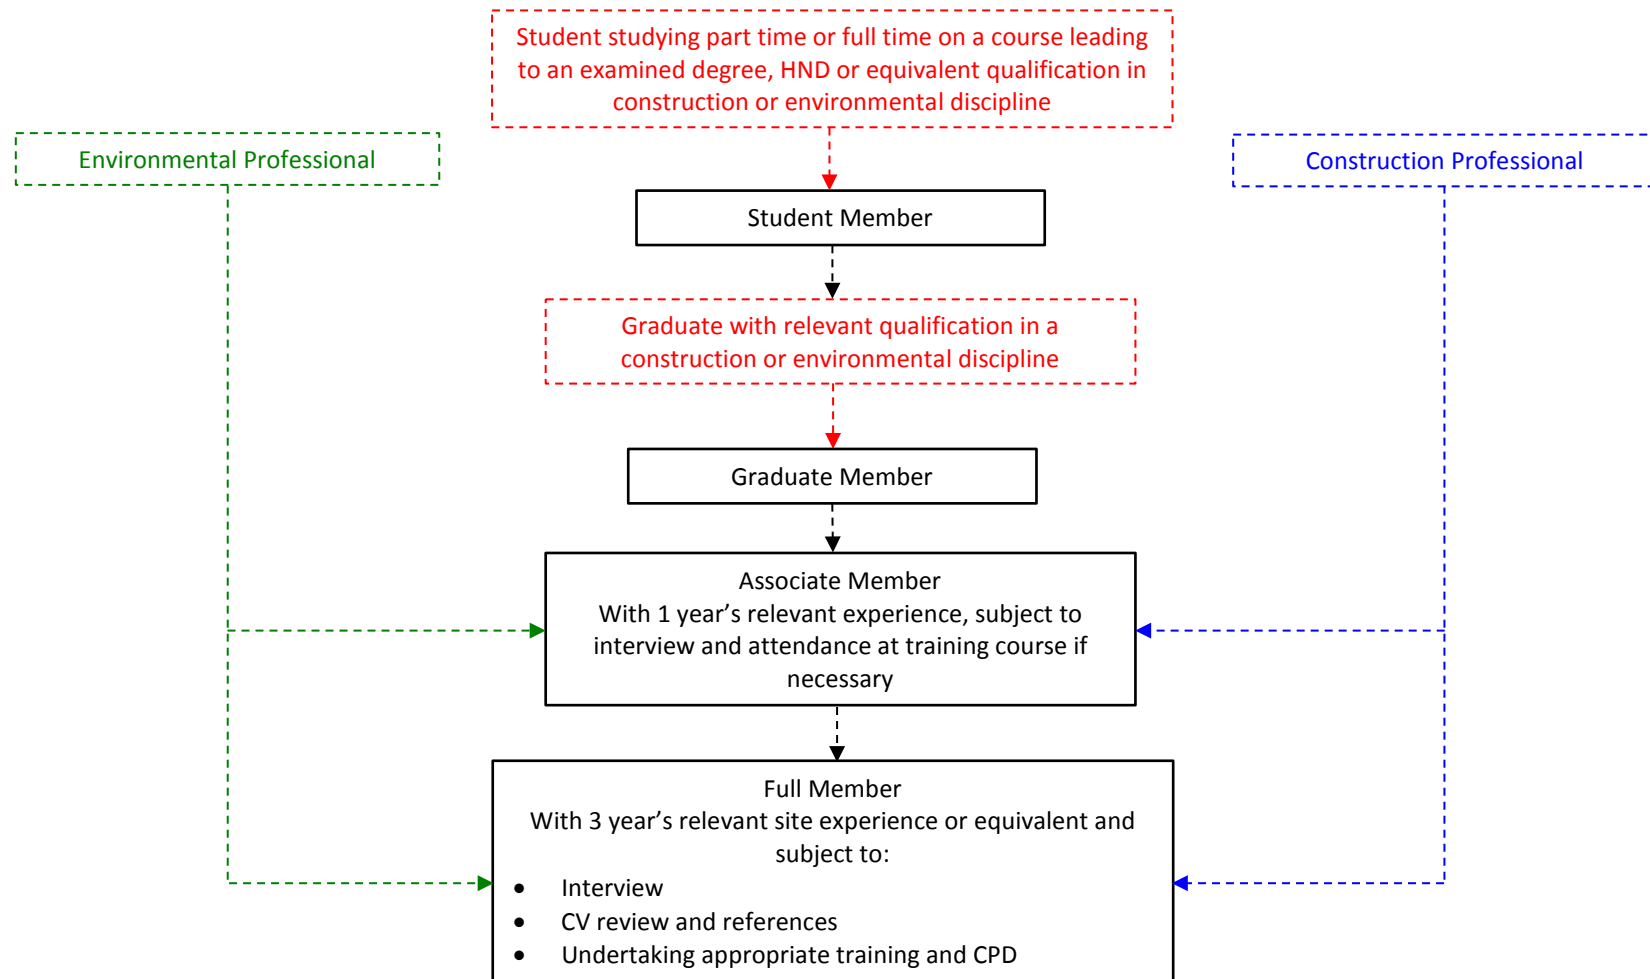 Student studying part time or full time on a course leading
to an examined degree, HND or equivalent qualification in
construction or environmental discipline
Environmental Professional
Construction Professional
Student Member
Graduate with relevant qualification in a
construction or environmental discipline
Graduate Member
Associate Member
With 1 year’s relevant experience, subject to
interview and attendance at training course if
necessary
Full Member
With 3 year’s relevant site experience or equivalent and
subject to:
• Interview
• CV review and references
• Undertaking appropriate training and CPD